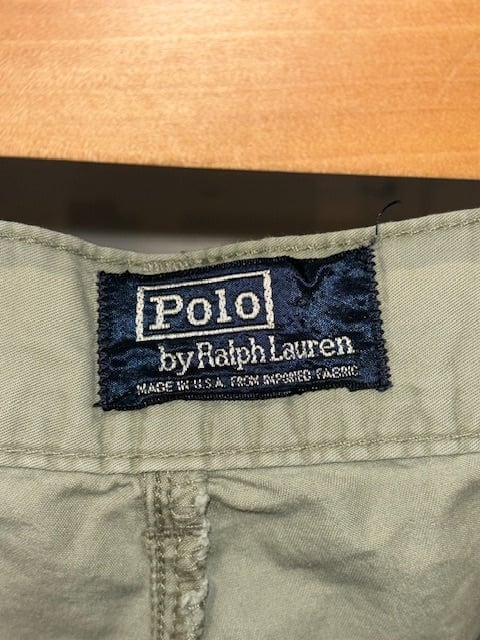 Polo
by Ralph Lauren
MADE IN U.S.A. FROM IMPORTED FABRIC